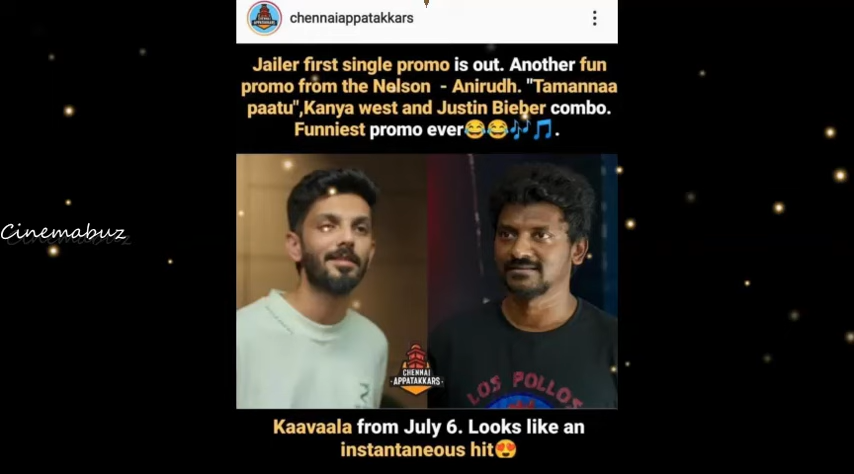 chennaiappatakkars
Jailer first single promo is out. Another fun
promo from the Nelson - Anirudh. "Tamannaa
paatu",Kanya west and Justin Bieber combo.
Funniest promo ever😂😂🎶🎵.
Cinemabuz
CHENNAI
·APPATAKKARS·
LOS POLLOS
Kaavaala from July 6. Looks like an
instantaneous hit😍